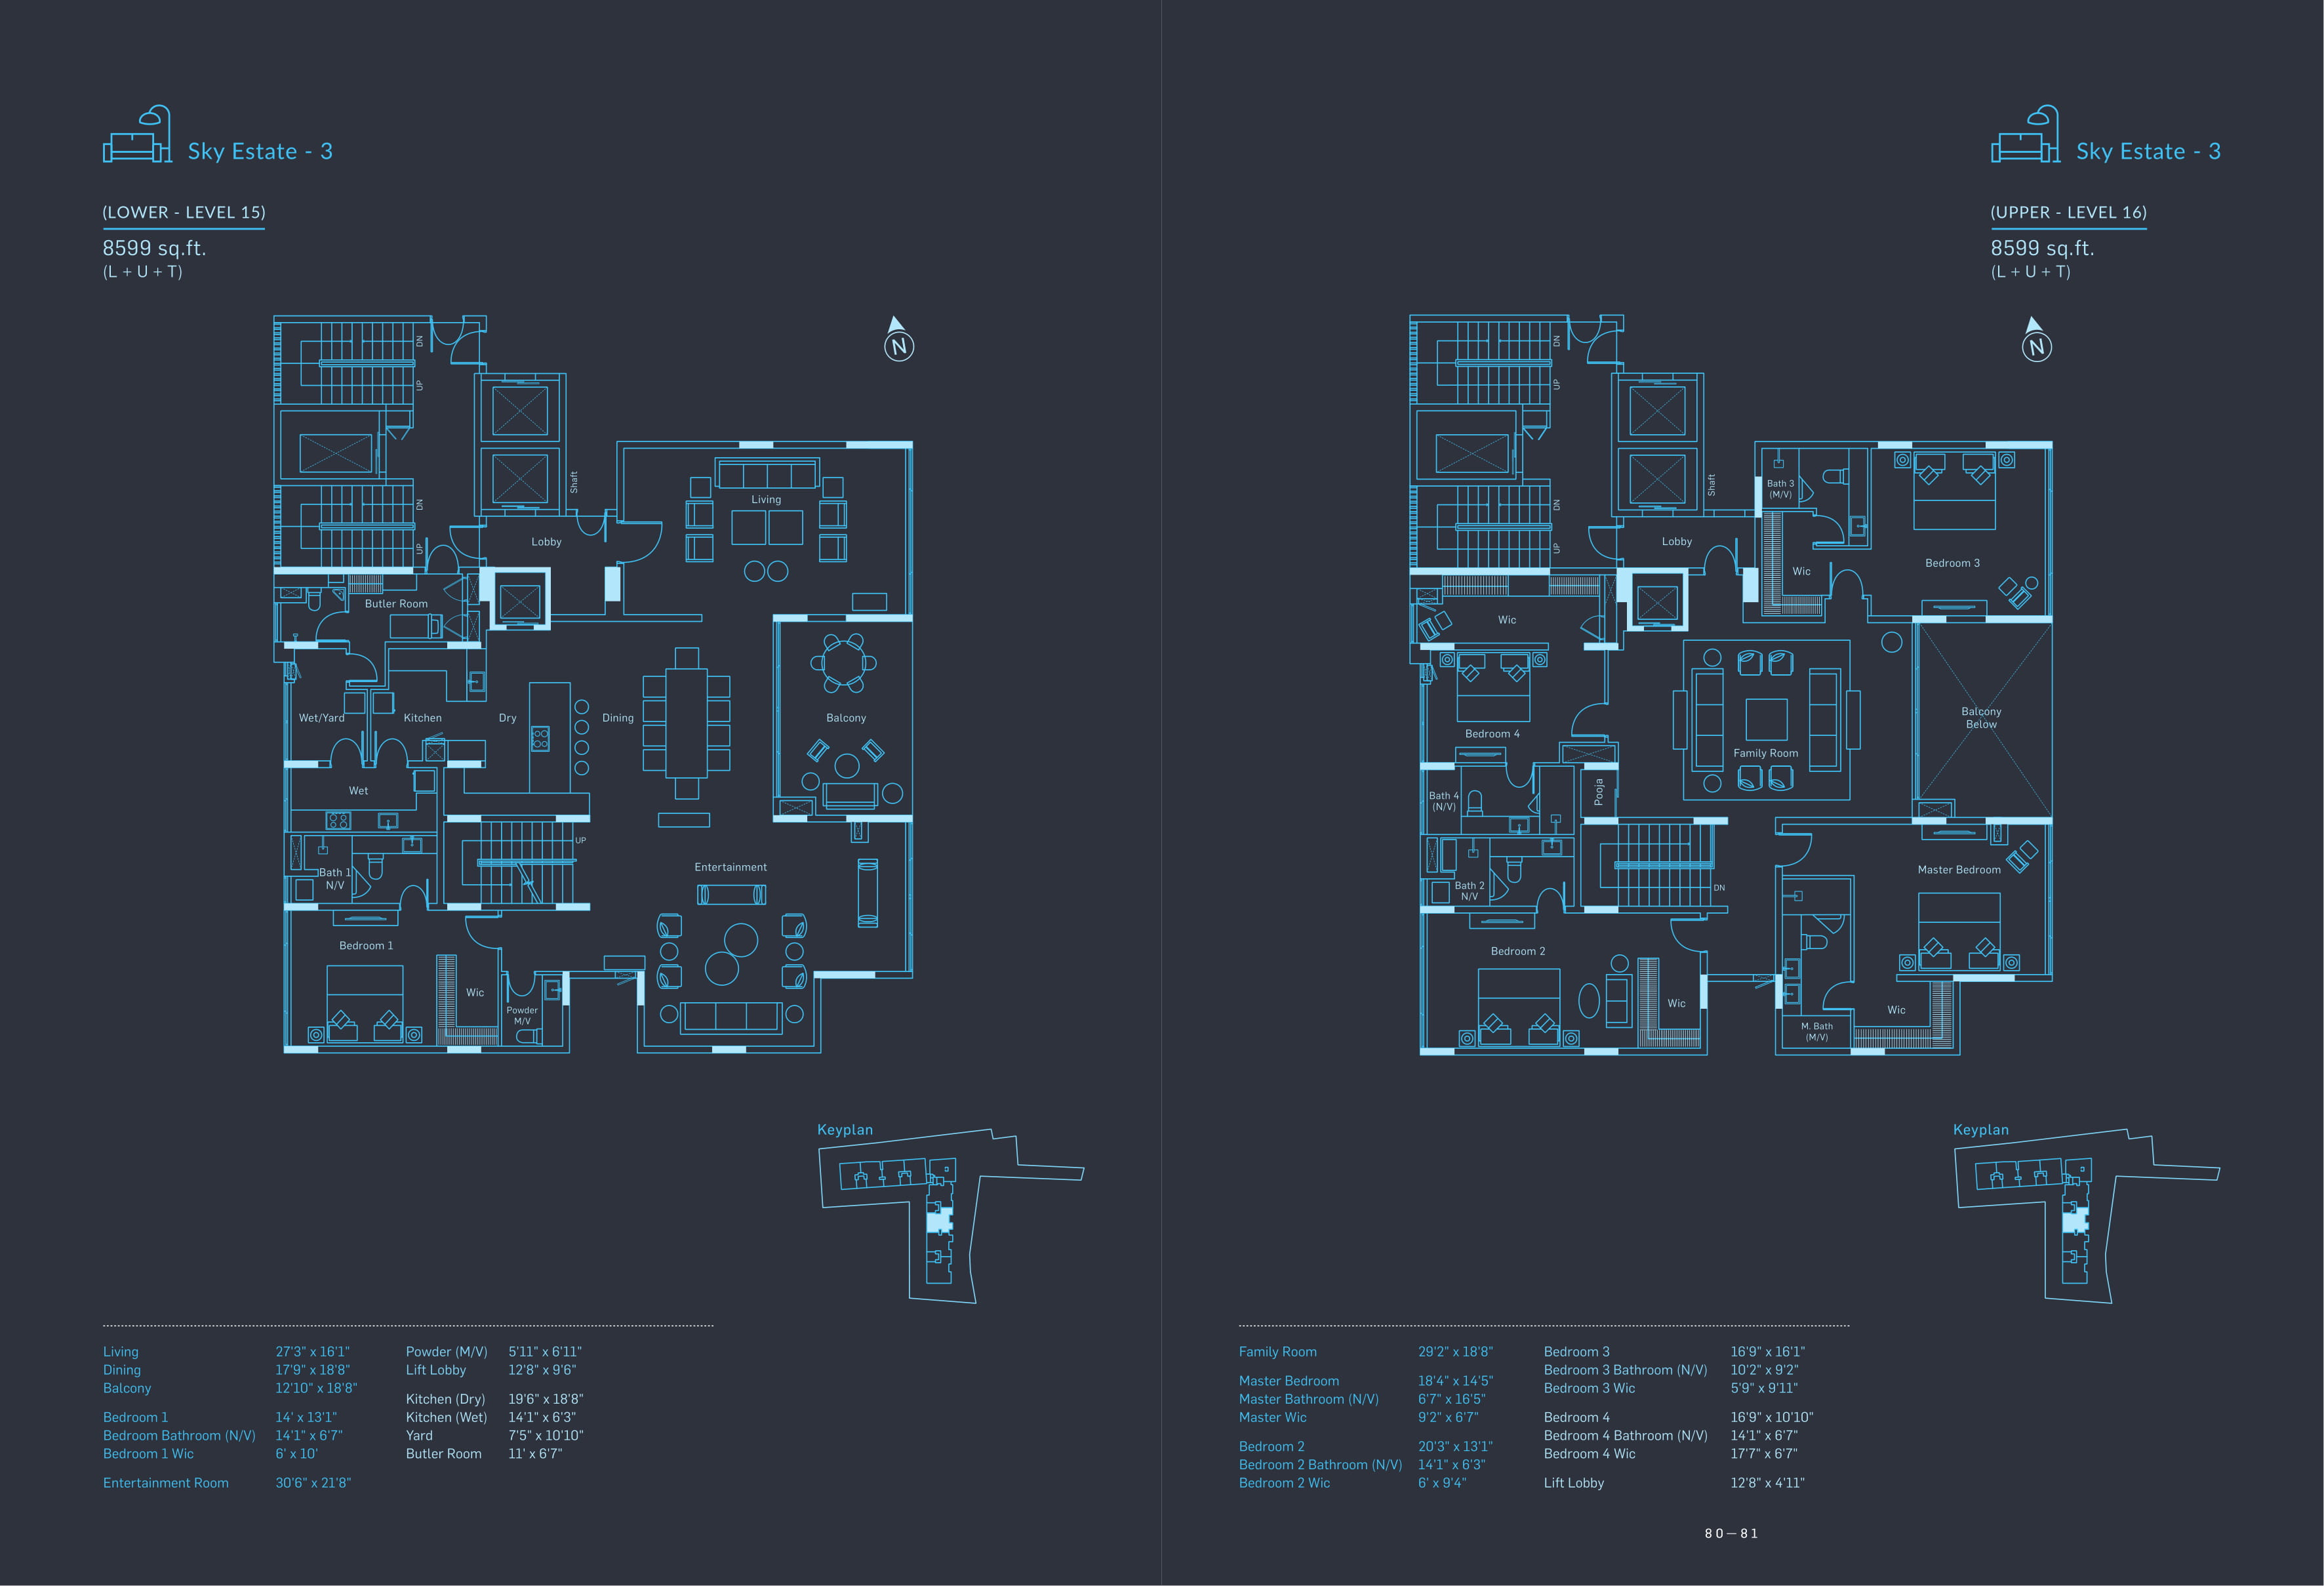 Sky Estate - 3
(LOWER - LEVEL 15)
8599 sq.ft.
(L + U + T)
N
DN
UP
DN
UP
Shaft
Living
Lobby
Butler Room
Wet/Yard
Kitchen
Dry
Dining
Balcony
Wet
UP
Bath 1
N/V
Entertainment
Bedroom 1
Wic
Powder
M/V
Keyplan
Living 27'3" x 16'1"
Dining 17'9" x 18'8"
Balcony 12'10" x 18'8"
Bedroom 1 14' x 13'1"
Bedroom Bathroom (N/V) 14'1" x 6'7"
Bedroom 1 Wic 6' x 10'
Entertainment Room 30'6" x 21'8"
Powder (M/V) 5'11" x 6'11"
Lift Lobby 12'8" x 9'6"
Kitchen (Dry) 19'6" x 18'8"
Kitchen (Wet) 14'1" x 6'3"
Yard 7'5" x 10'10"
Butler Room 11' x 6'7"
Sky Estate - 3
(UPPER - LEVEL 16)
8599 sq.ft.
(L + U + T)
N
DN
UP
DN
UP
Shaft
Bath 3
(M/V)
Lobby
Wic
Bedroom 3
Wic
Bedroom 4
Family Room
Balcony
Below
Bath 4
(N/V)
Pooja
Bath 2
N/V
DN
Master Bedroom
Bedroom 2
Wic
Wic
M. Bath
(M/V)
Keyplan
Family Room 29'2" x 18'8"
Master Bedroom 18'4" x 14'5"
Master Bathroom (N/V) 6'7" x 16'5"
Master Wic 9'2" x 6'7"
Bedroom 2 20'3" x 13'1"
Bedroom 2 Bathroom (N/V) 14'1" x 6'3"
Bedroom 2 Wic 6' x 9'4"
Bedroom 3 16'9" x 16'1"
Bedroom 3 Bathroom (N/V) 10'2" x 9'2"
Bedroom 3 Wic 5'9" x 9'11"
Bedroom 4 16'9" x 10'10"
Bedroom 4 Bathroom (N/V) 14'1" x 6'7"
Bedroom 4 Wic 17'7" x 6'7"
Lift Lobby 12'8" x 4'11"
80—81